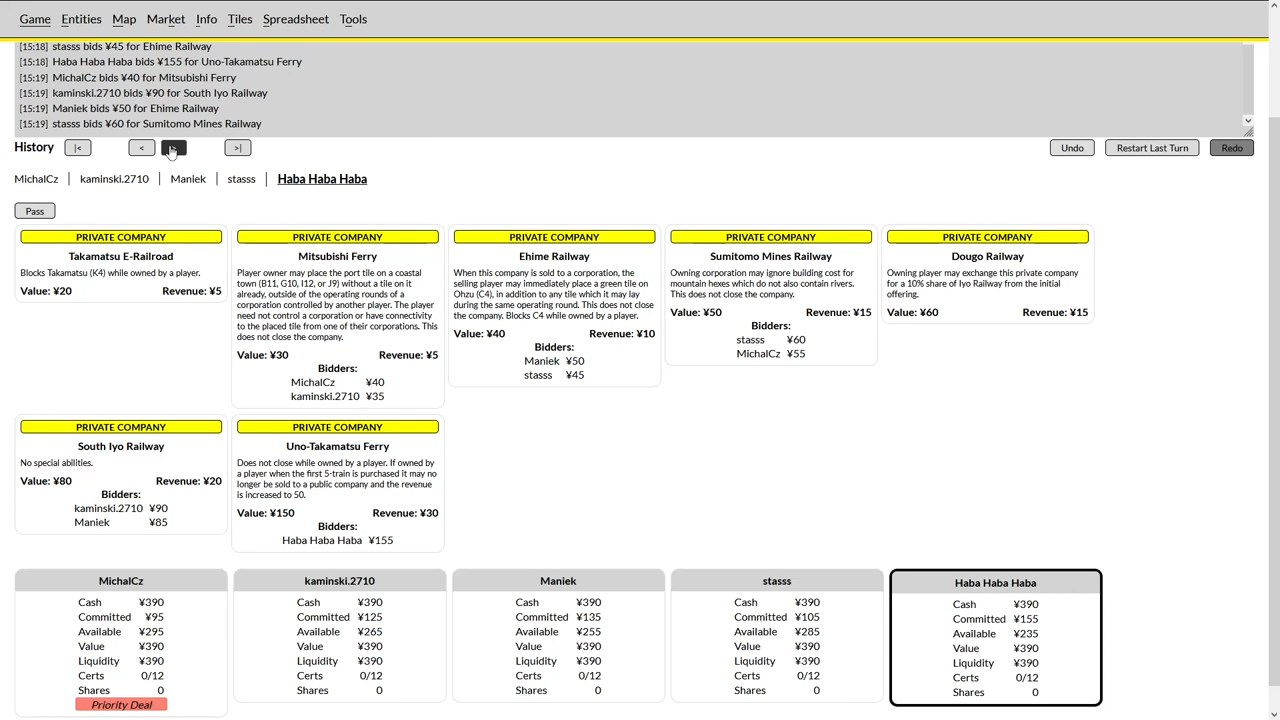 Game Entities Map Market Info Tiles Spreadsheet Tools
[15:18] stasss bids ¥45 for Ehime Railway
[15:18] Haba Haba Haba bids ¥155 for Uno-Takamatsu Ferry
[15:19] MichalCz bids ¥40 for Mitsubishi Ferry
[15:19] kaminski.2710 bids ¥90 for South Iyo Railway
[15:19] Maniek bids ¥50 for Ehime Railway
[15:19] stasss bids ¥60 for Sumitomo Mines Railway
History |< < >| Undo Restart Last Turn Redo
MichalCz kaminski.2710 Maniek stasss Haba Haba Haba
Pass
PRIVATE COMPANY
Takamatsu E-Railroad
Blocks Takamatsu (K4) while owned by a player.
Value: ¥20 Revenue: ¥5
PRIVATE COMPANY
Mitsubishi Ferry
Player owner may place the port tile on a coastal
town (B11, G10, I12, or J9) without a tile on it
already, outside of the operating rounds of a
corporation controlled by another player. The player
need not control a corporation or have connectivity
to the placed tile from one of their corporations. This
does not close the company.
Value: ¥30 Revenue: ¥5
Bidders:
MichalCz ¥40
kaminski.2710 ¥35
PRIVATE COMPANY
Ehime Railway
When this company is sold to a corporation, the
selling player may immediately place a green tile on
Ohzu (C4), in addition to any tile which it may lay
during the same operating round. This does not close
the company. Blocks C4 while owned by a player.
Value: ¥40 Revenue: ¥10
Bidders:
Maniek ¥50
stasss ¥45
PRIVATE COMPANY
Sumitomo Mines Railway
Owning corporation may ignore building cost for
mountain hexes which do not also contain rivers.
This does not close the company.
Value: ¥50 Revenue: ¥15
Bidders:
stasss ¥60
MichalCz ¥55
PRIVATE COMPANY
Dougo Railway
Owning player may exchange this private company
for a 10% share of Iyo Railway from the initial
offering.
Value: ¥60 Revenue: ¥15
PRIVATE COMPANY
South Iyo Railway
No special abilities.
Value: ¥80 Revenue: ¥20
Bidders:
kaminski.2710 ¥90
Maniek ¥85
PRIVATE COMPANY
Uno-Takamatsu Ferry
Does not close while owned by a player. If owned by
a player when the first 5-train is purchased it may no
longer be sold to a public company and the revenue
is increased to 50.
Value: ¥150 Revenue: ¥30
Bidders:
Haba Haba Haba ¥155
MichalCz
Cash ¥390
Committed ¥95
Available ¥295
Value ¥390
Liquidity ¥390
Certs 0/12
Shares 0
Priority Deal
kaminski.2710
Cash ¥390
Committed ¥125
Available ¥265
Value ¥390
Liquidity ¥390
Certs 0/12
Shares 0
Maniek
Cash ¥390
Committed ¥135
Available ¥255
Value ¥390
Liquidity ¥390
Certs 0/12
Shares 0
stasss
Cash ¥390
Committed ¥105
Available ¥285
Value ¥390
Liquidity ¥390
Certs 0/12
Shares 0
Haba Haba Haba
Cash ¥390
Committed ¥155
Available ¥235
Value ¥390
Liquidity ¥390
Certs 0/12
Shares 0